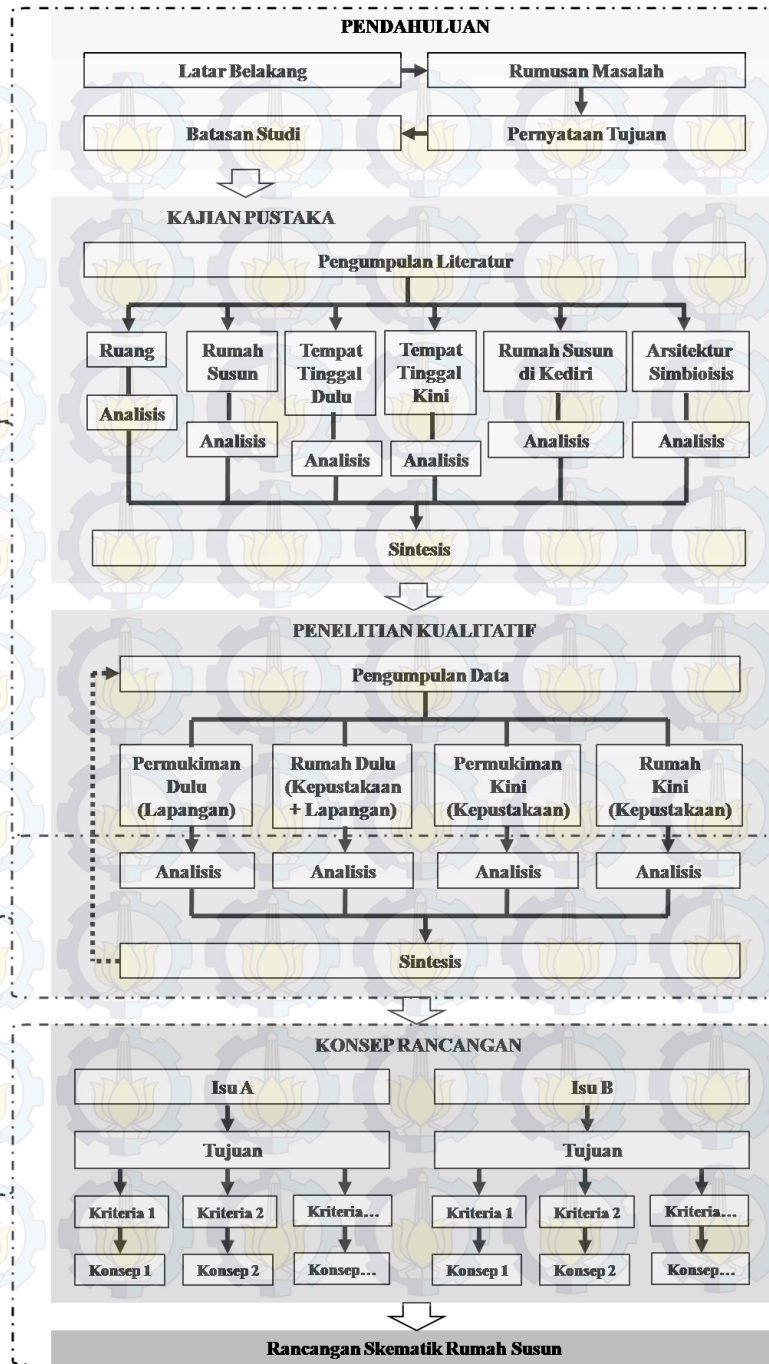 PENDAHULUAN
Latar Belakang
Rumusan Masalah
Batasan Studi
Pernyataan Tujuan
KAJIAN PUSTAKA
Pengumpulan Literatur
Ruang
Rumah
Susun
Tempat
Tinggal
Dulu
Tempat
Tinggal
Kini
Rumah Susun
di Kediri
Arsitektur
Simbioisis
Analisis
Analisis
Analisis
Analisis
Analisis
Analisis
Sintesis
PENELITIAN KUALITATIF
Pengumpulan Data
Permukiman
Dulu
(Lapangan)
Rumah Dulu
(Kepustakaan
+ Lapangan)
Permukiman
Kini
(Kepustakaan)
Rumah
Kini
(Kepustakaan)
Analisis
Analisis
Analisis
Analisis
Sintesis
KONSEP RANCANGAN
Isu A
Isu B
Tujuan
Tujuan
Kriteria 1
Kriteria 2
Kriteria...
Kriteria 1
Kriteria 2
Kriteria...
Konsep 1
Konsep 2
Konsep...
Konsep 1
Konsep 2
Konsep...
Rancangan Skematik Rumah Susun